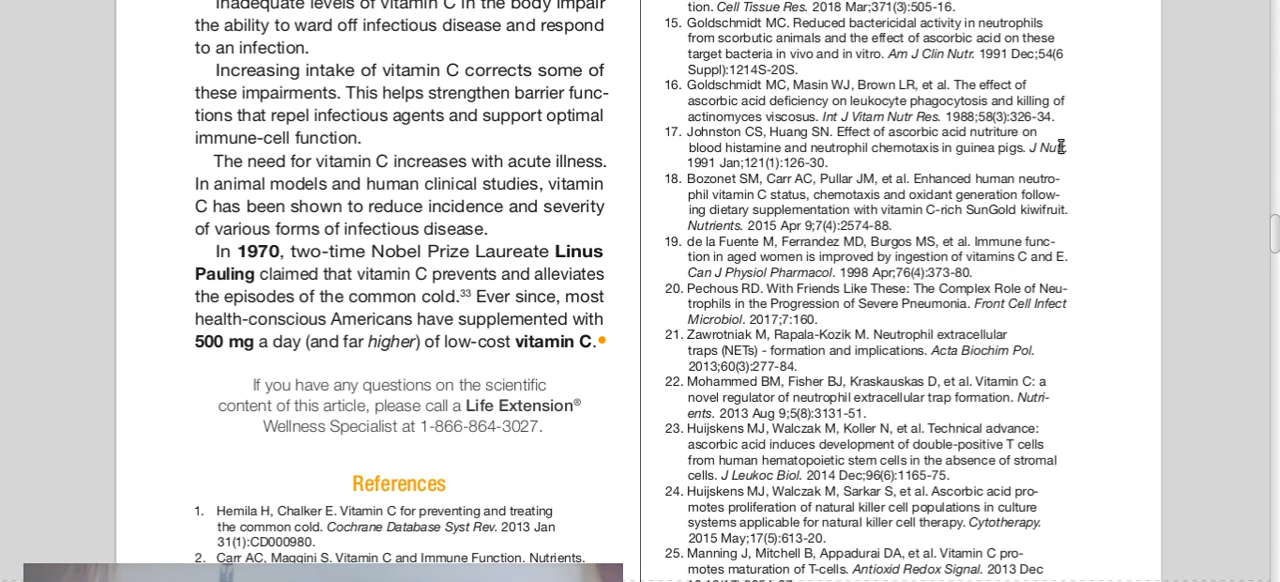 Inadequate levels of vitamin C in the body impair
the ability to ward off infectious disease and respond
to an infection.
Increasing intake of vitamin C corrects some of
these impairments. This helps strengthen barrier func-
tions that repel infectious agents and support optimal
immune-cell function.
The need for vitamin C increases with acute illness.
In animal models and human clinical studies, vitamin
C has been shown to reduce incidence and severity
of various forms of infectious disease.
In 1970, two-time Nobel Prize Laureate Linus
Pauling claimed that vitamin C prevents and alleviates
the episodes of the common cold.³³ Ever since, most
health-conscious Americans have supplemented with
500 mg a day (and far higher) of low-cost vitamin C.
If you have any questions on the scientific
content of this article, please call a Life Extension®
Wellness Specialist at 1-866-864-3027.
References
1. Hemila H, Chalker E. Vitamin C for preventing and treating
the common cold. Cochrane Database Syst Rev. 2013 Jan
31(1):CD000980.
2. Carr AC, Maggini S. Vitamin C and Immune Function. Nutrients.
tion. Cell Tissue Res. 2018 Mar;371(3):505-16.
15. Goldschmidt MC. Reduced bactericidal activity in neutrophils
from scorbutic animals and the effect of ascorbic acid on these
target bacteria in vivo and in vitro. Am J Clin Nutr. 1991 Dec;54(6
Suppl):1214S-20S.
16. Goldschmidt MC, Masin WJ, Brown LR, et al. The effect of
ascorbic acid deficiency on leukocyte phagocytosis and killing of
actinomyces viscosus. Int J Vitam Nutr Res. 1988;58(3):326-34.
17. Johnston CS, Huang SN. Effect of ascorbic acid nutriture on
blood histamine and neutrophil chemotaxis in guinea pigs. J Nutr.
1991 Jan;121(1):126-30.
18. Bozonet SM, Carr AC, Pullar JM, et al. Enhanced human neutro-
phil vitamin C status, chemotaxis and oxidant generation follow-
ing dietary supplementation with vitamin C-rich SunGold kiwifruit.
Nutrients. 2015 Apr 9;7(4):2574-88.
19. de la Fuente M, Ferrandez MD, Burgos MS, et al. Immune func-
tion in aged women is improved by ingestion of vitamins C and E.
Can J Physiol Pharmacol. 1998 Apr;76(4):373-80.
20. Pechous RD. With Friends Like These: The Complex Role of Neu-
trophils in the Progression of Severe Pneumonia. Front Cell Infect
Microbiol. 2017;7:160.
21. Zawrotniak M, Rapala-Kozik M. Neutrophil extracellular
traps (NETs) - formation and implications. Acta Biochim Pol.
2013;60(3):277-84.
22. Mohammed BM, Fisher BJ, Kraskauskas D, et al. Vitamin C: a
novel regulator of neutrophil extracellular trap formation. Nutri-
ents. 2013 Aug 9;5(8):3131-51.
23. Huijskens MJ, Walczak M, Koller N, et al. Technical advance:
ascorbic acid induces development of double-positive T cells
from human hematopoietic stem cells in the absence of stromal
cells. J Leukoc Biol. 2014 Dec;96(6):1165-75.
24. Huijskens MJ, Walczak M, Sarkar S, et al. Ascorbic acid pro-
motes proliferation of natural killer cell populations in culture
systems applicable for natural killer cell therapy. Cytotherapy.
2015 May;17(5):613-20.
25. Manning J, Mitchell B, Appadurai DA, et al. Vitamin C pro-
motes maturation of T-cells. Antioxid Redox Signal. 2013 Dec